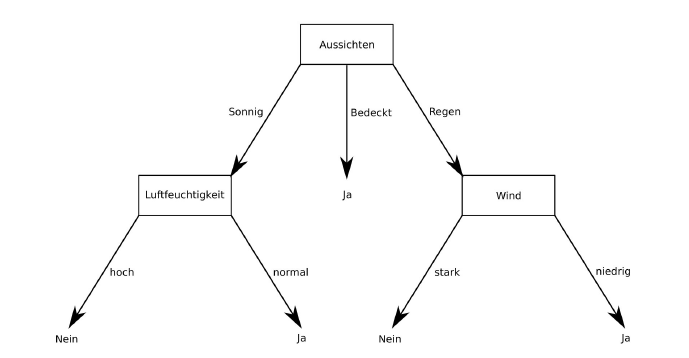 Aussichten
Sonnig
Bedeckt
Regen
Luftfeuchtigkeit
Ja
Wind
hoch
normal
stark
niedrig
Nein
Ja
Nein
Ja